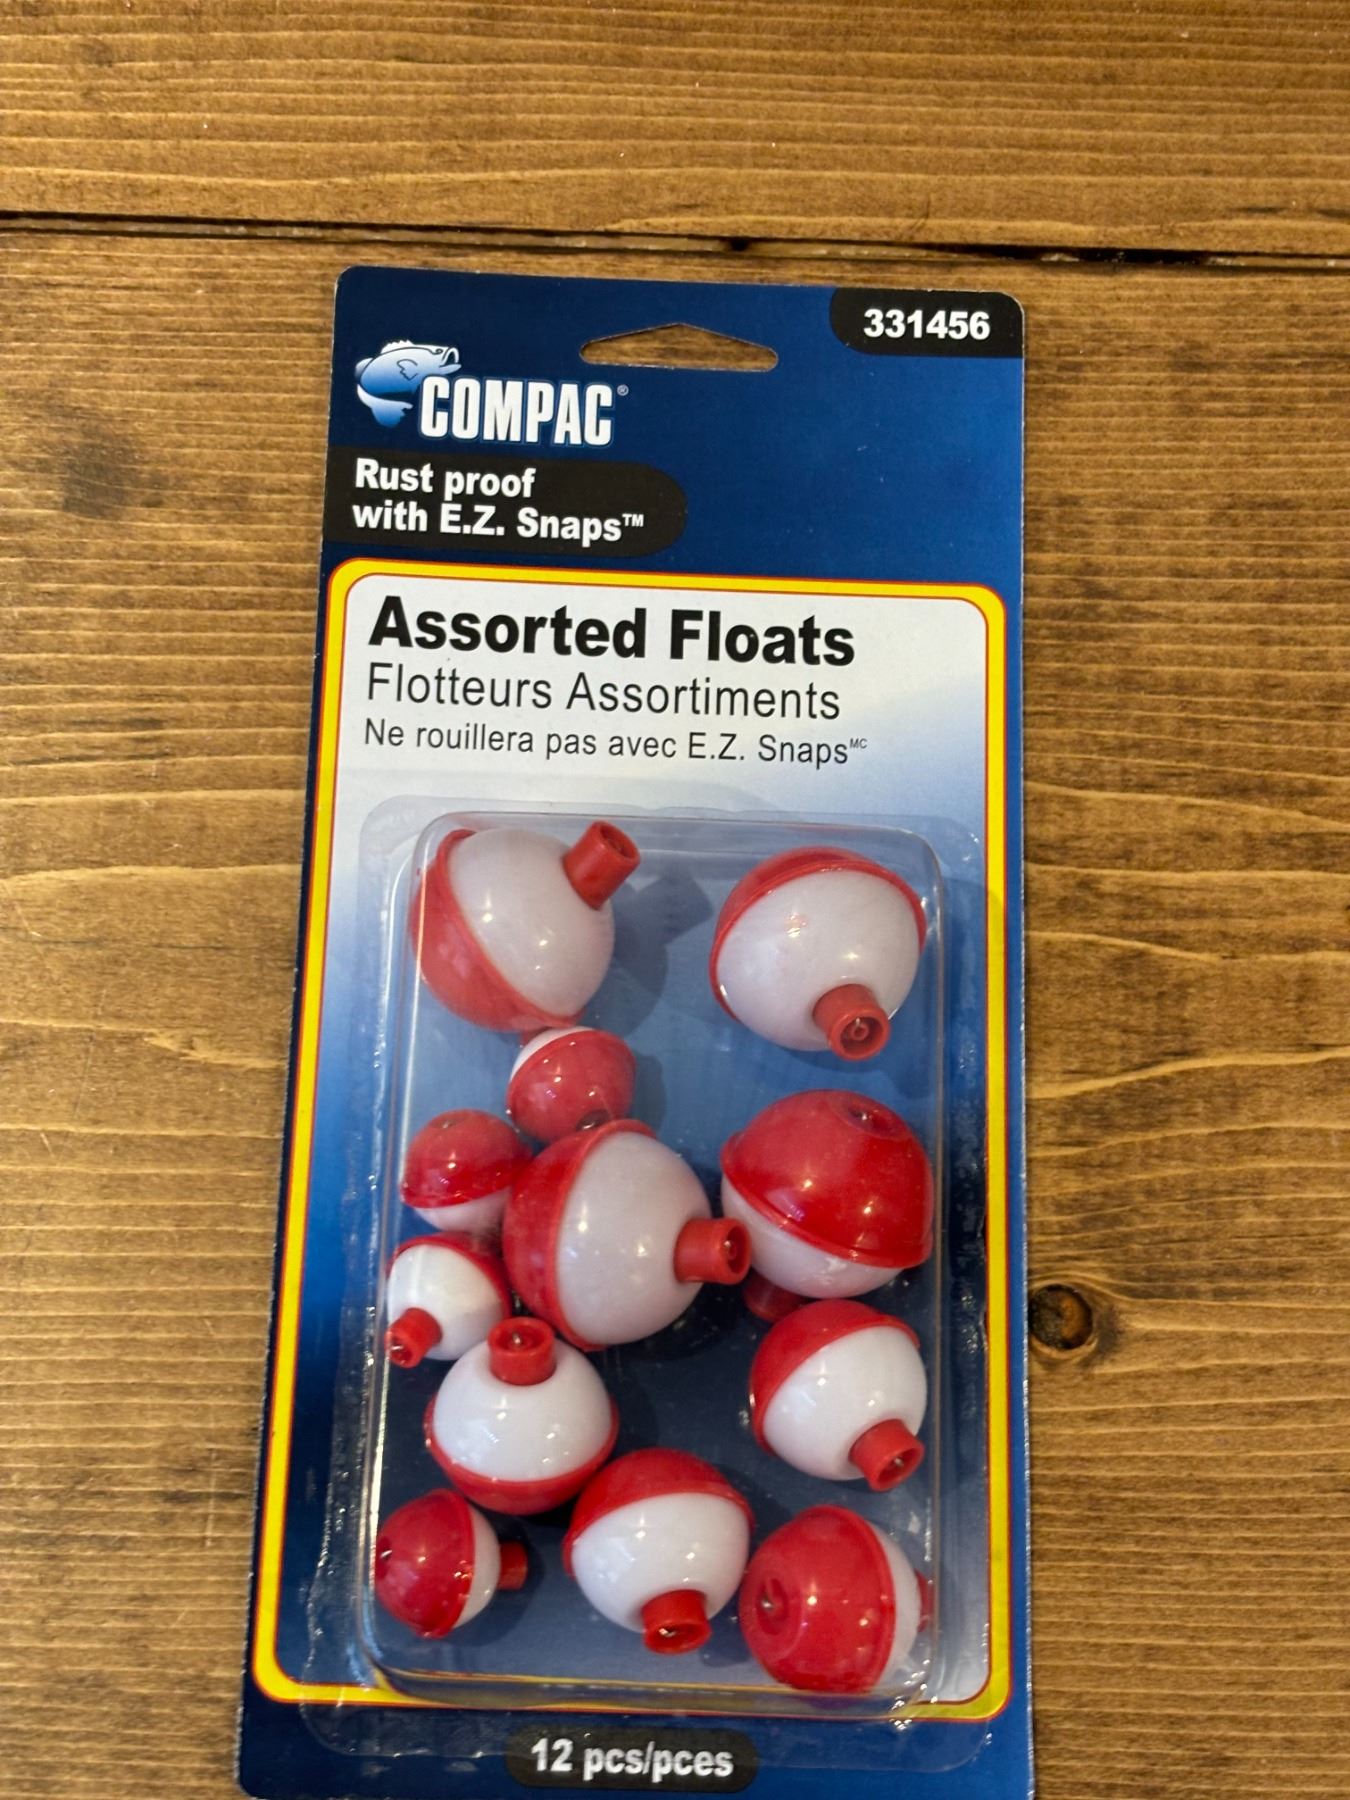 331456
COMPAC®
Rust proof
with E.Z. Snaps™
Assorted Floats
Flotteurs Assortiments
Ne rouillera pas avec E.Z. Snaps ᴹᶜ
12 pcs/pces